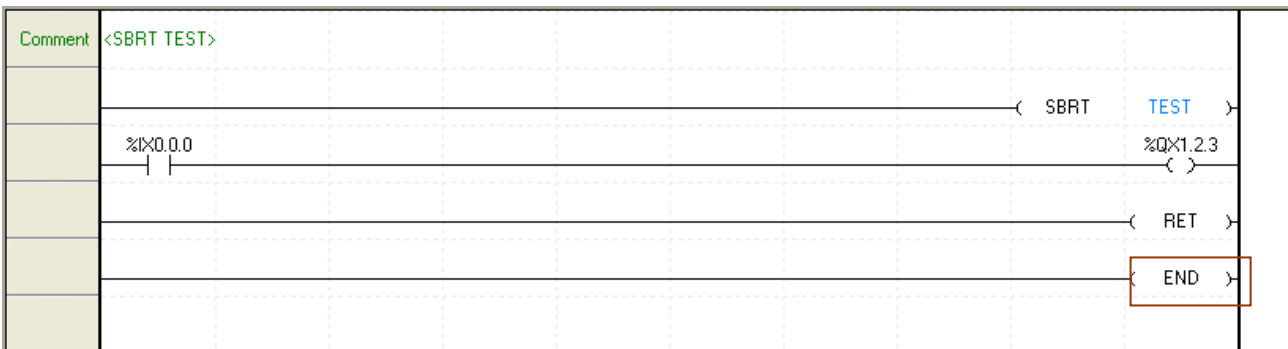 Comment <SBRT TEST>
SBRT TEST
%IX0.0.0 %QX1.2.3
RET
END